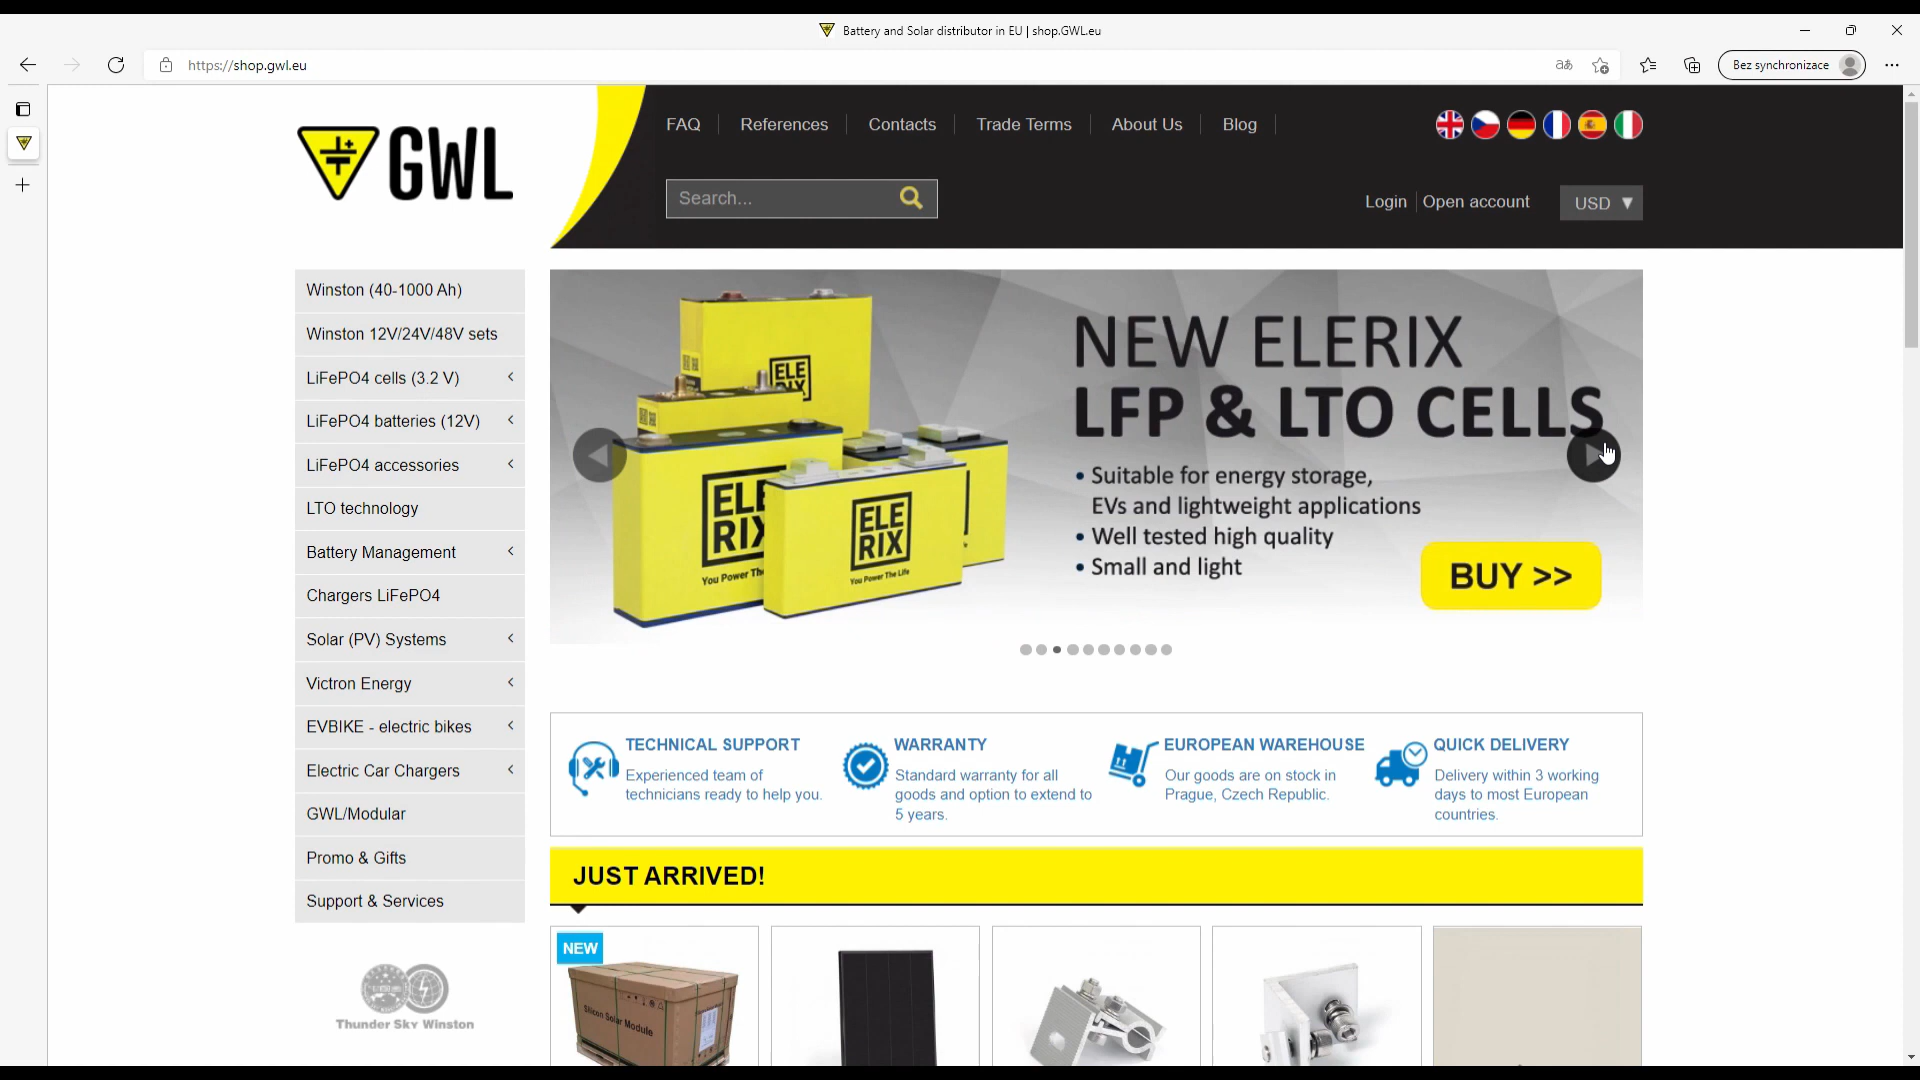 Battery and Solar distributor in EU | shop.GWL.eu
https://shop.gwl.eu
aあ
Bez synchronizace
GWL
FAQ
References
Contacts
Trade Terms
About Us
Blog
Search...
Login
Open account
USD ▼
Winston (40-1000 Ah)
Winston 12V/24V/48V sets
LiFePO4 cells (3.2 V)
LiFePO4 batteries (12V)
LiFePO4 accessories
LTO technology
Battery Management
Chargers LiFePO4
Solar (PV) Systems
Victron Energy
EVBIKE - electric bikes
Electric Car Chargers
GWL/Modular
Promo & Gifts
Support & Services
Thunder Sky Winston
NEW ELERIX
LFP & LTO CELLS
• Suitable for energy storage,
EVs and lightweight applications
• Well tested high quality
• Small and light
BUY >>
ELE
RIX
You Power The Life
TECHNICAL SUPPORT
Experienced team of
technicians ready to help you.
WARRANTY
Standard warranty for all
goods and option to extend to
5 years.
EUROPEAN WAREHOUSE
Our goods are on stock in
Prague, Czech Republic.
QUICK DELIVERY
Delivery within 3 working
days to most European
countries.
JUST ARRIVED!
NEW
Silicon Solar Module